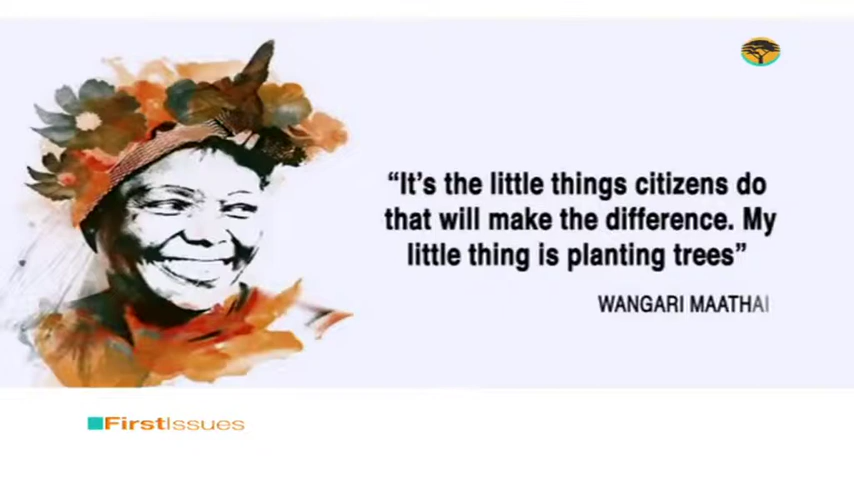 “It’s the little things citizens do
that will make the difference. My
little thing is planting trees”
WANGARI MAATHAI
FirstIssues